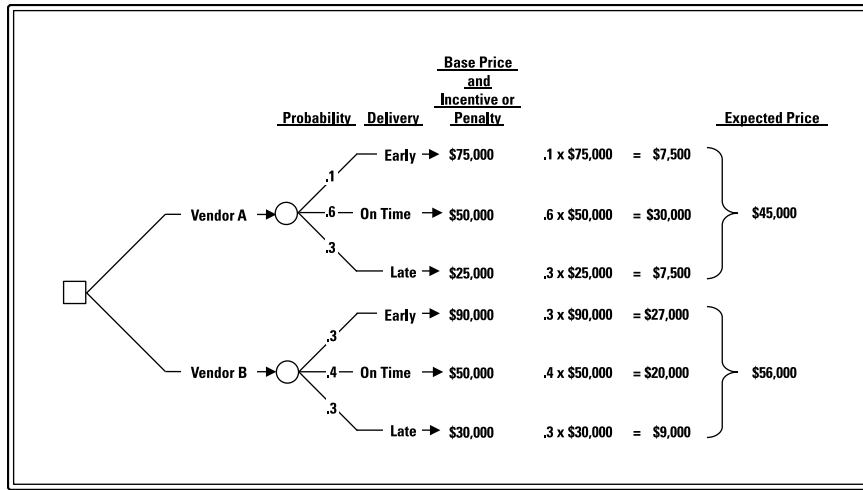 Base Price
and
Incentive or
Probability Delivery Penalty Expected Price
Early $75,000 .1 x $75,000 = $7,500
.1
Vendor A .6 On Time $50,000 .6 x $50,000 = $30,000 $45,000
.3
Late $25,000 .3 x $25,000 = $7,500
Early $90,000 .3 x $90,000 = $27,000
.3
Vendor B .4 On Time $50,000 .4 x $50,000 = $20,000 $56,000
.3
Late $30,000 .3 x $30,000 = $9,000